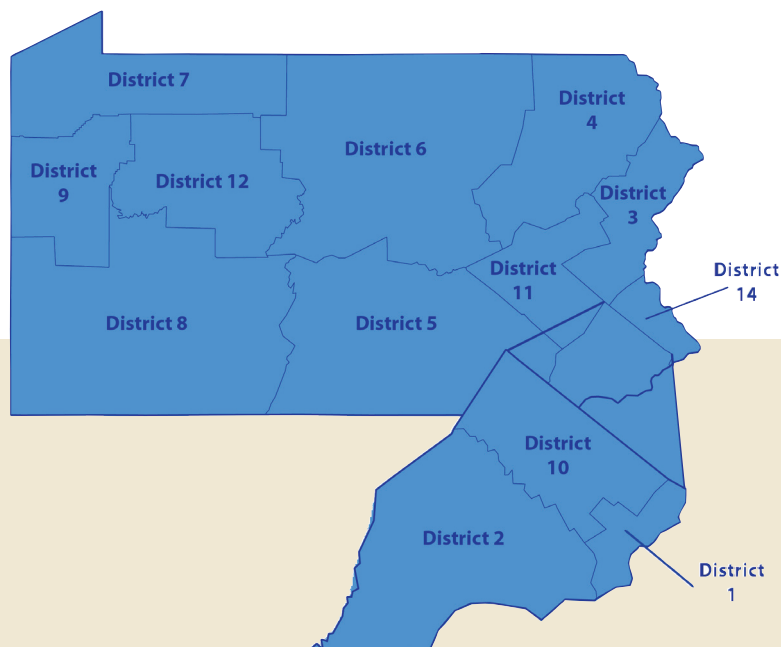 District 7
District
4
District 6
District
9
District 12
District
3
District
11
District
14
District 8
District 5
District
10
District 2
District
1